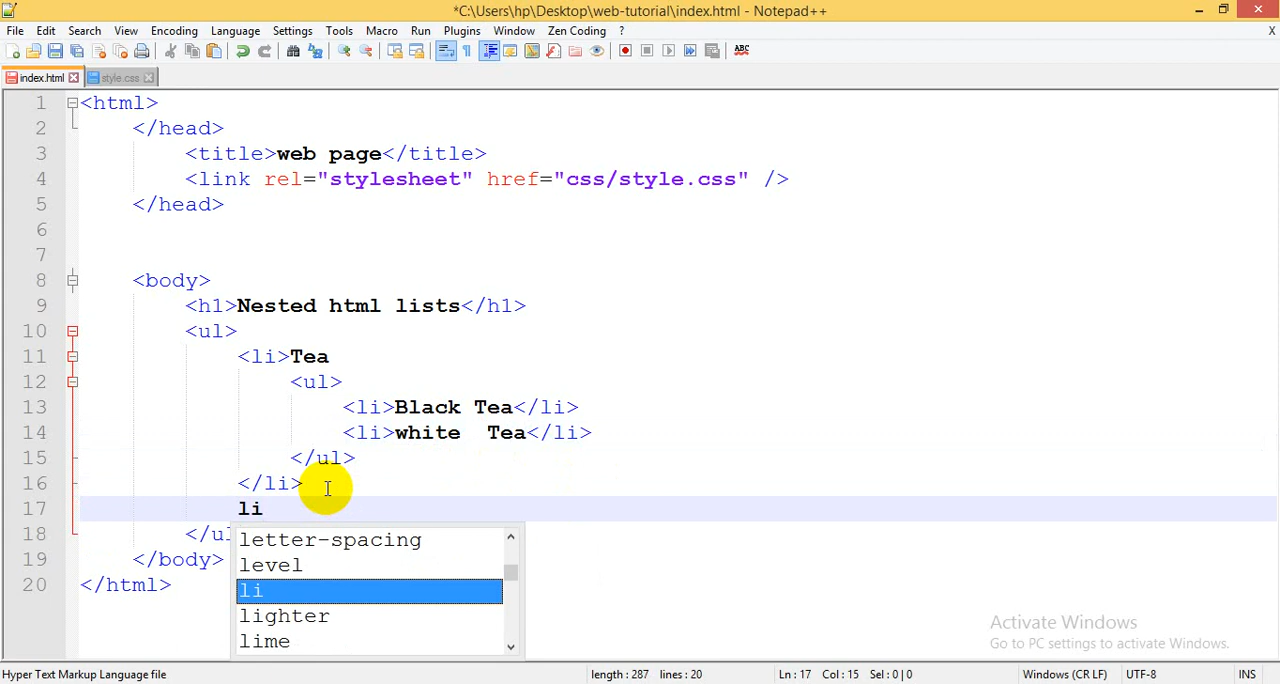 *C:\Users\hp\Desktop\web-tutorial\index.html - Notepad++
File Edit Search View Encoding Language Settings Tools Macro Run Plugins Window Zen Coding ? X
ABC
index.html style.css
1 <html>
2 </head>
3 <title>web page</title>
4 <link rel="stylesheet" href="css/style.css" />
5 </head>
6
7
8 <body>
9 <h1>Nested html lists</h1>
10 <ul>
11 <li>Tea
12 <ul>
13 <li>Black Tea</li>
14 <li>white  Tea</li>
15 </ul>
16 </li>
17 li
18 </ul
19 </body>
20 </html>
letter-spacing
level
li
lighter
lime
Activate Windows
Go to PC settings to activate Windows.
Hyper Text Markup Language file length : 287 lines : 20 Ln : 17 Col : 15 Sel : 0 | 0 Windows (CR LF) UTF-8 INS